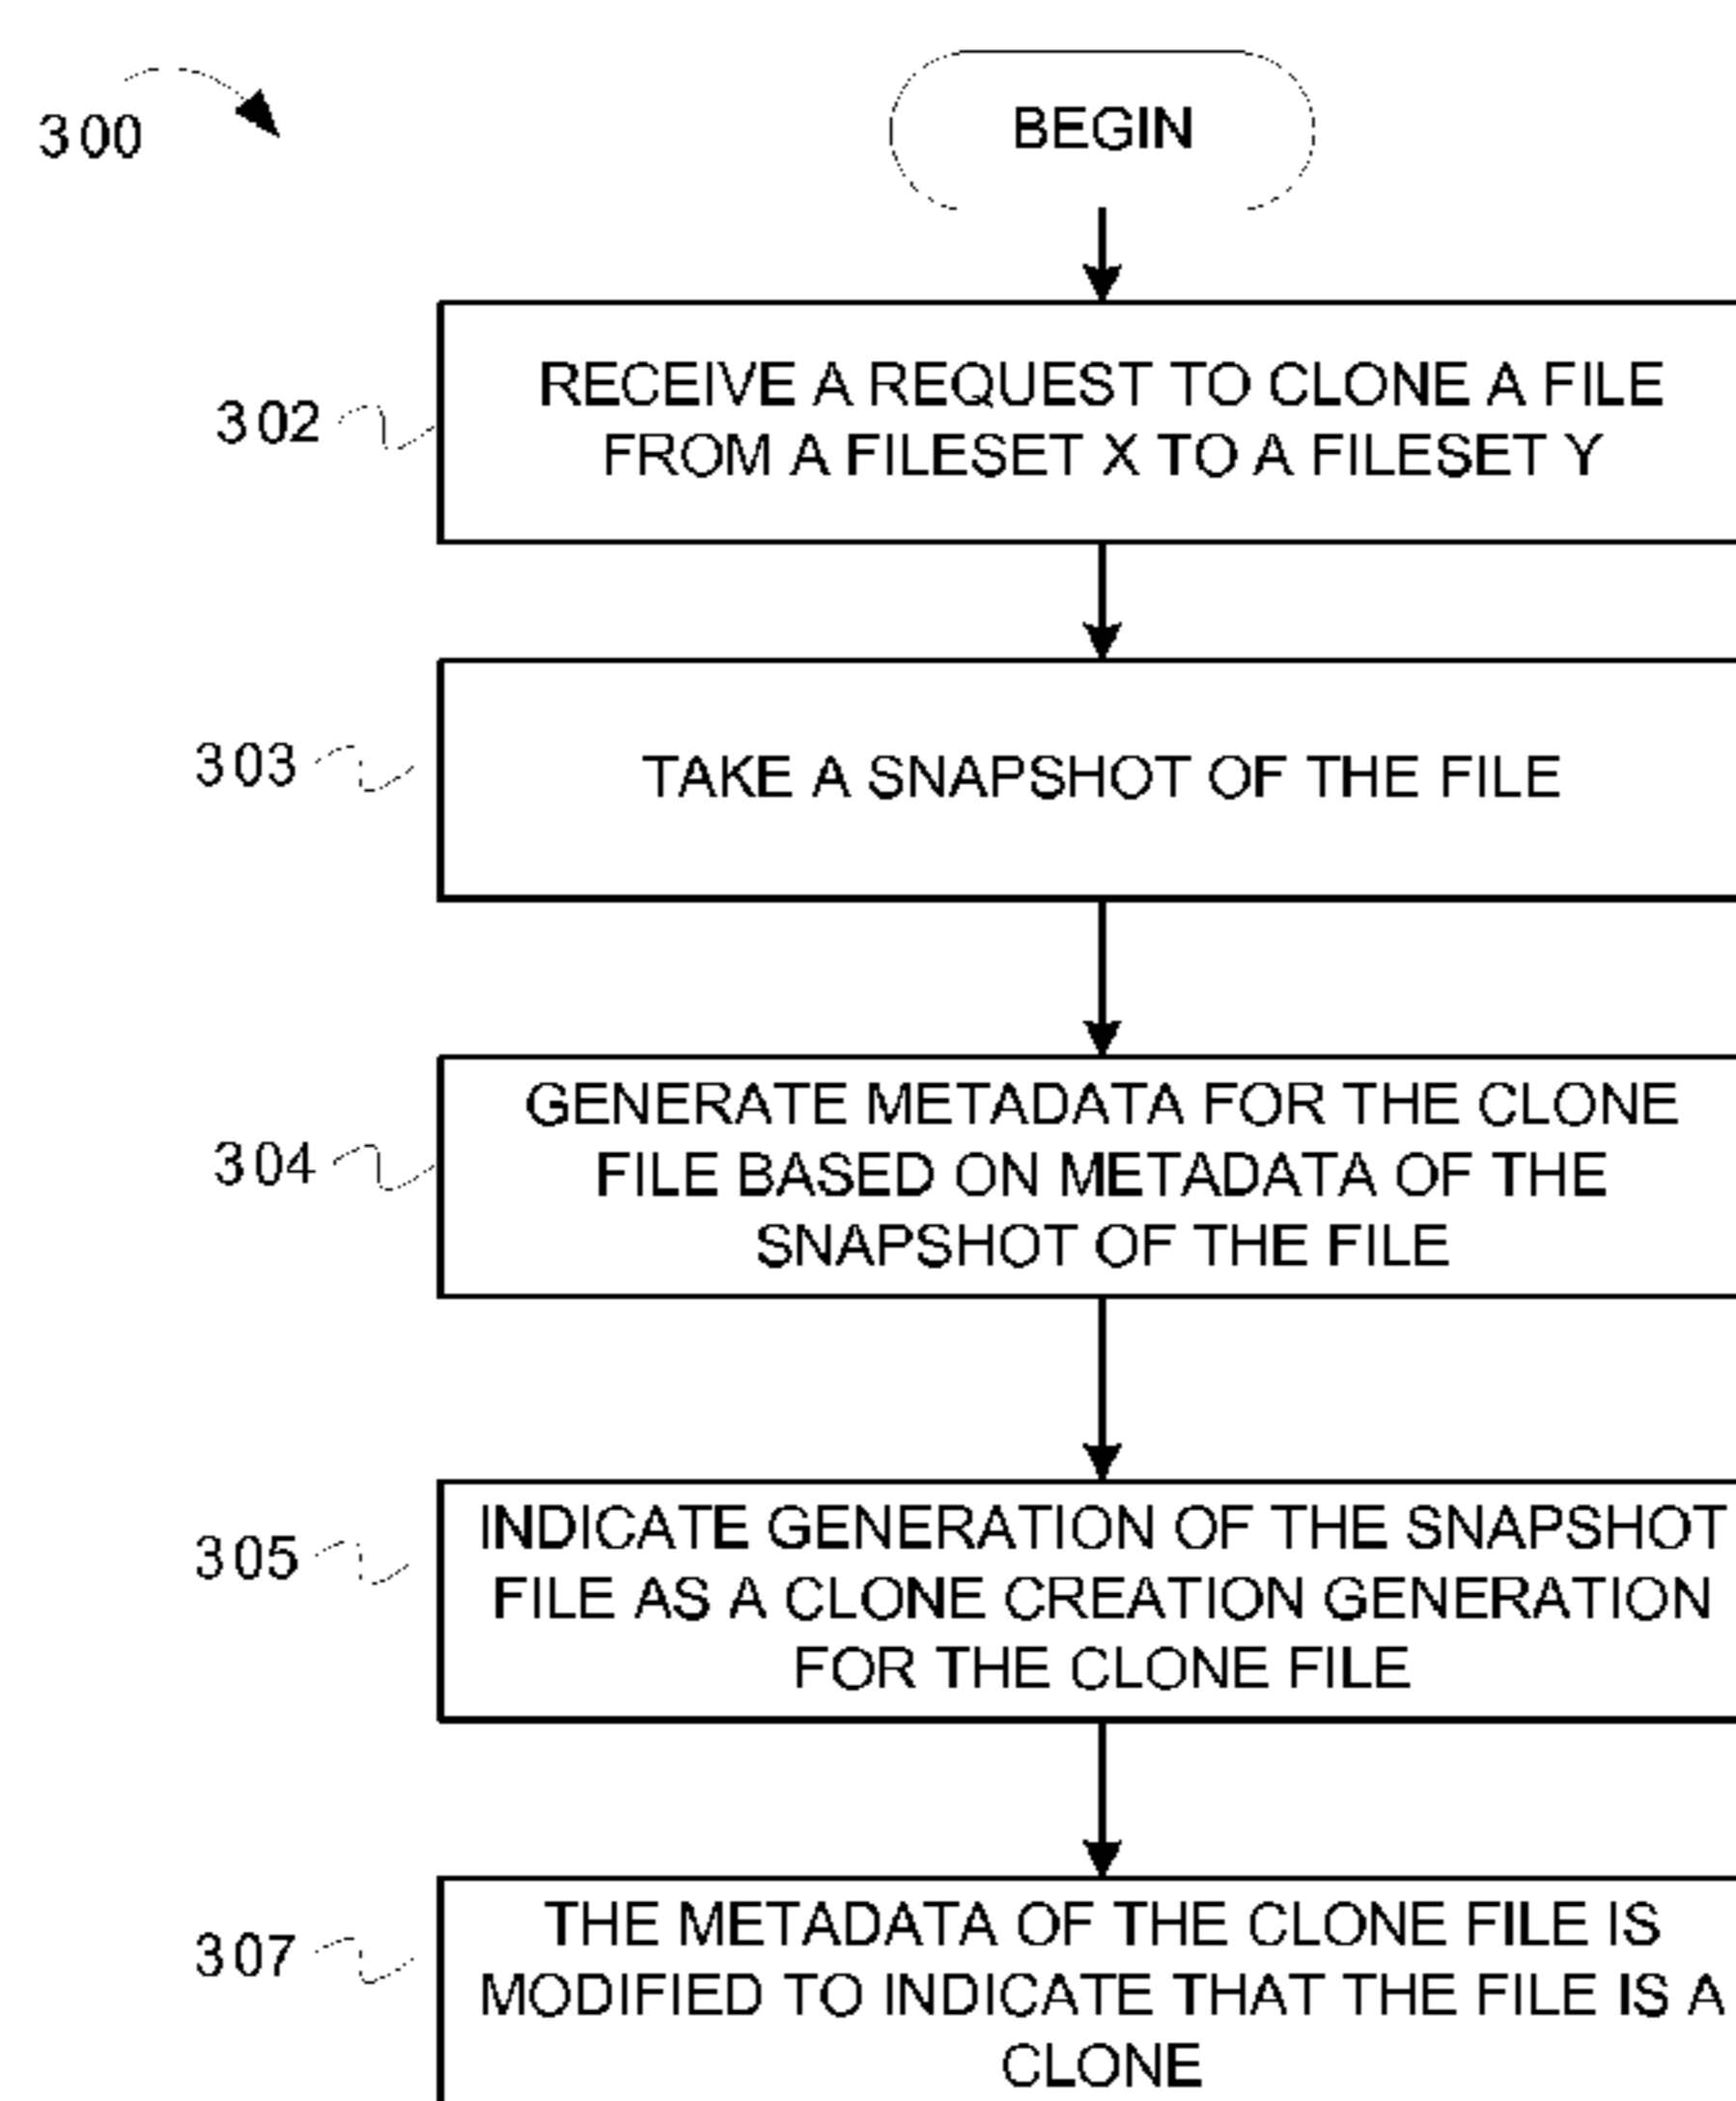 300
BEGIN
302
RECEIVE A REQUEST TO CLONE A FILE
FROM A FILESET X TO A FILESET Y
303
TAKE A SNAPSHOT OF THE FILE
304
GENERATE METADATA FOR THE CLONE
FILE BASED ON METADATA OF THE
SNAPSHOT OF THE FILE
305
INDICATE GENERATION OF THE SNAPSHOT
FILE AS A CLONE CREATION GENERATION
FOR THE CLONE FILE
307
THE METADATA OF THE CLONE FILE IS
MODIFIED TO INDICATE THAT THE FILE IS A
CLONE